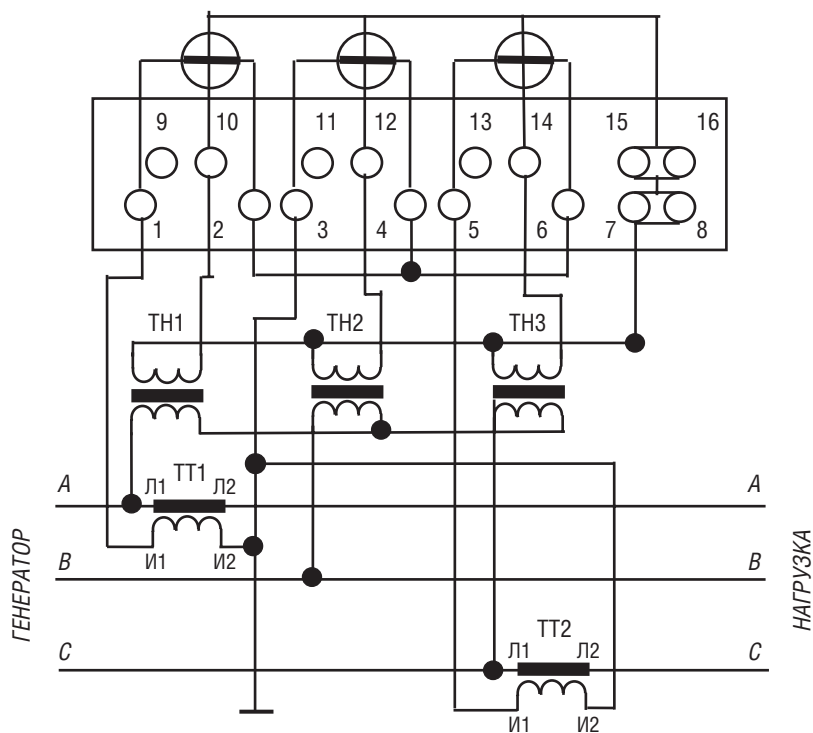 9 10 11 12 13 14 15 16
1 2 3 4 5 6 7 8
ТН1 ТН2 ТН3
А Л1 ТТ1 Л2 А
И1 И2
В В
ТТ2
С Л1 Л2 С
И1 И2
ГЕНЕРАТОР
НАГРУЗКА